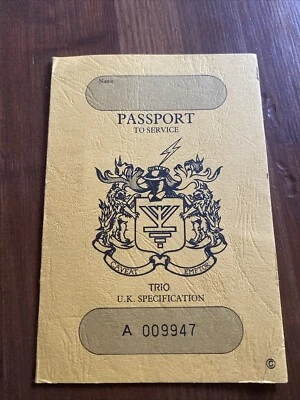 Name
PASSPORT
TO SERVICE
CAVEAT EMPTOR
TRIO
U.K. SPECIFICATION
A 009947
©